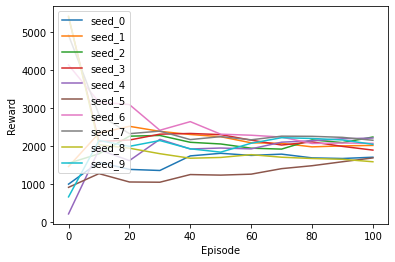 5000
4000
3000
2000
1000
0
Reward
seed_0
seed_1
seed_2
seed_3
seed_4
seed_5
seed_6
seed_7
seed_8
seed_9
0
20
40
60
80
100
Episode